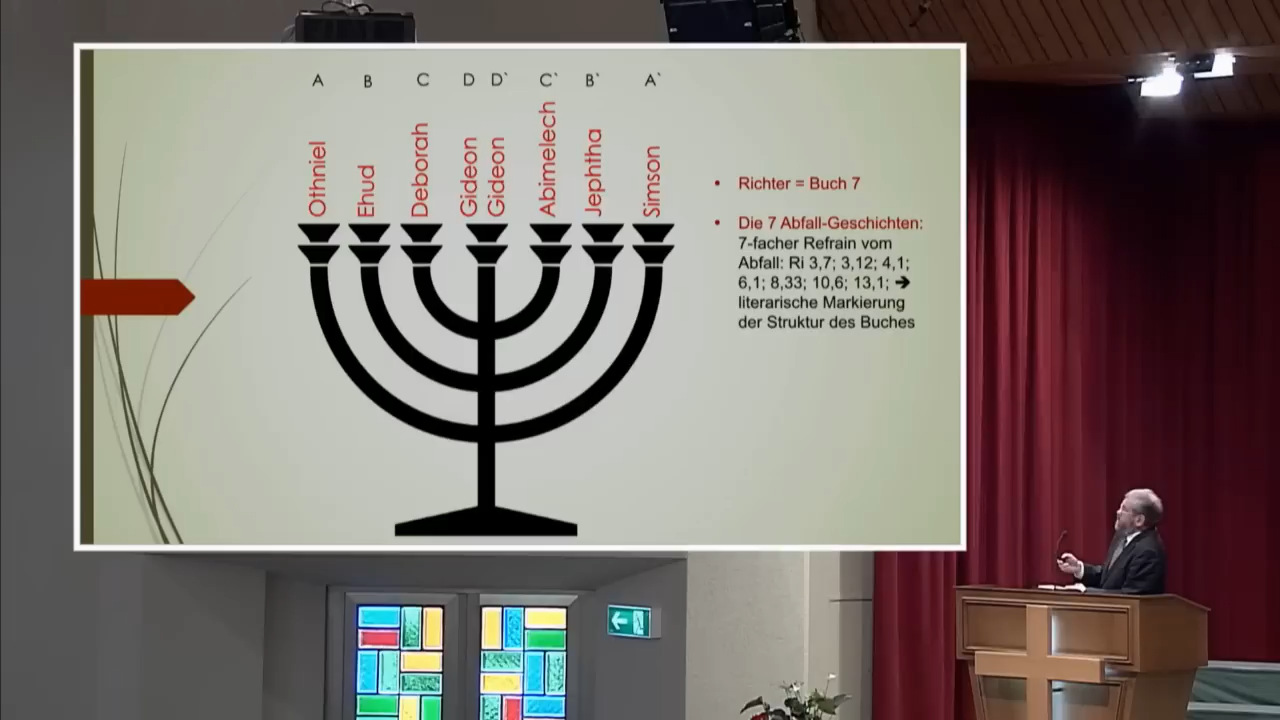 A B C D D` C` B` A`
Othniel
Ehud
Deborah
Gideon
Gideon
Abimelech
Jephtha
Simson
• Richter = Buch 7
• Die 7 Abfall-Geschichten:
7-facher Refrain vom
Abfall: Ri 3,7; 3,12; 4,1;
6,1; 8,33; 10,6; 13,1; ➔
literarische Markierung
der Struktur des Buches